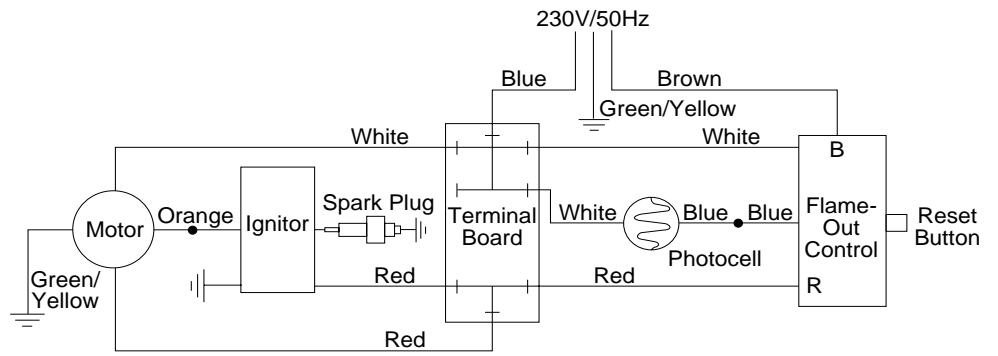 230V/50Hz
Blue
Brown
Green/Yellow
White
White
B
Motor
Orange
Ignitor
Spark Plug
Terminal
Board
White
Blue
Blue
Photocell
Flame-
Out
Control
Reset
Button
Green/
Yellow
Red
Red
R
Red